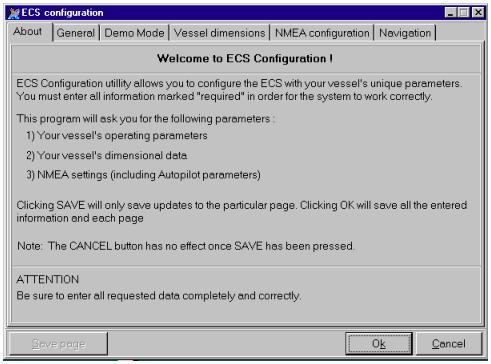 ECS configuration
About General Demo Mode Vessel dimensions NMEA configuration Navigation
Welcome to ECS Configuration !
ECS Configuration utillity allows you to configure the ECS with your vessel's unique parameters.
You must enter all information marked "required" in order for the system to work correctly.
This program will ask you for the following parameters :
1) Your vessel's operating parameters
2) Your vessel's dimensional data
3) NMEA settings (including Autopilot parameters)
Clicking SAVE will only save updates to the particular page. Clicking OK will save all the entered
information and each page
Note: The CANCEL button has no effect once SAVE has been pressed.
ATTENTION
Be sure to enter all requested data completely and correctly.
Save page Ok Cancel